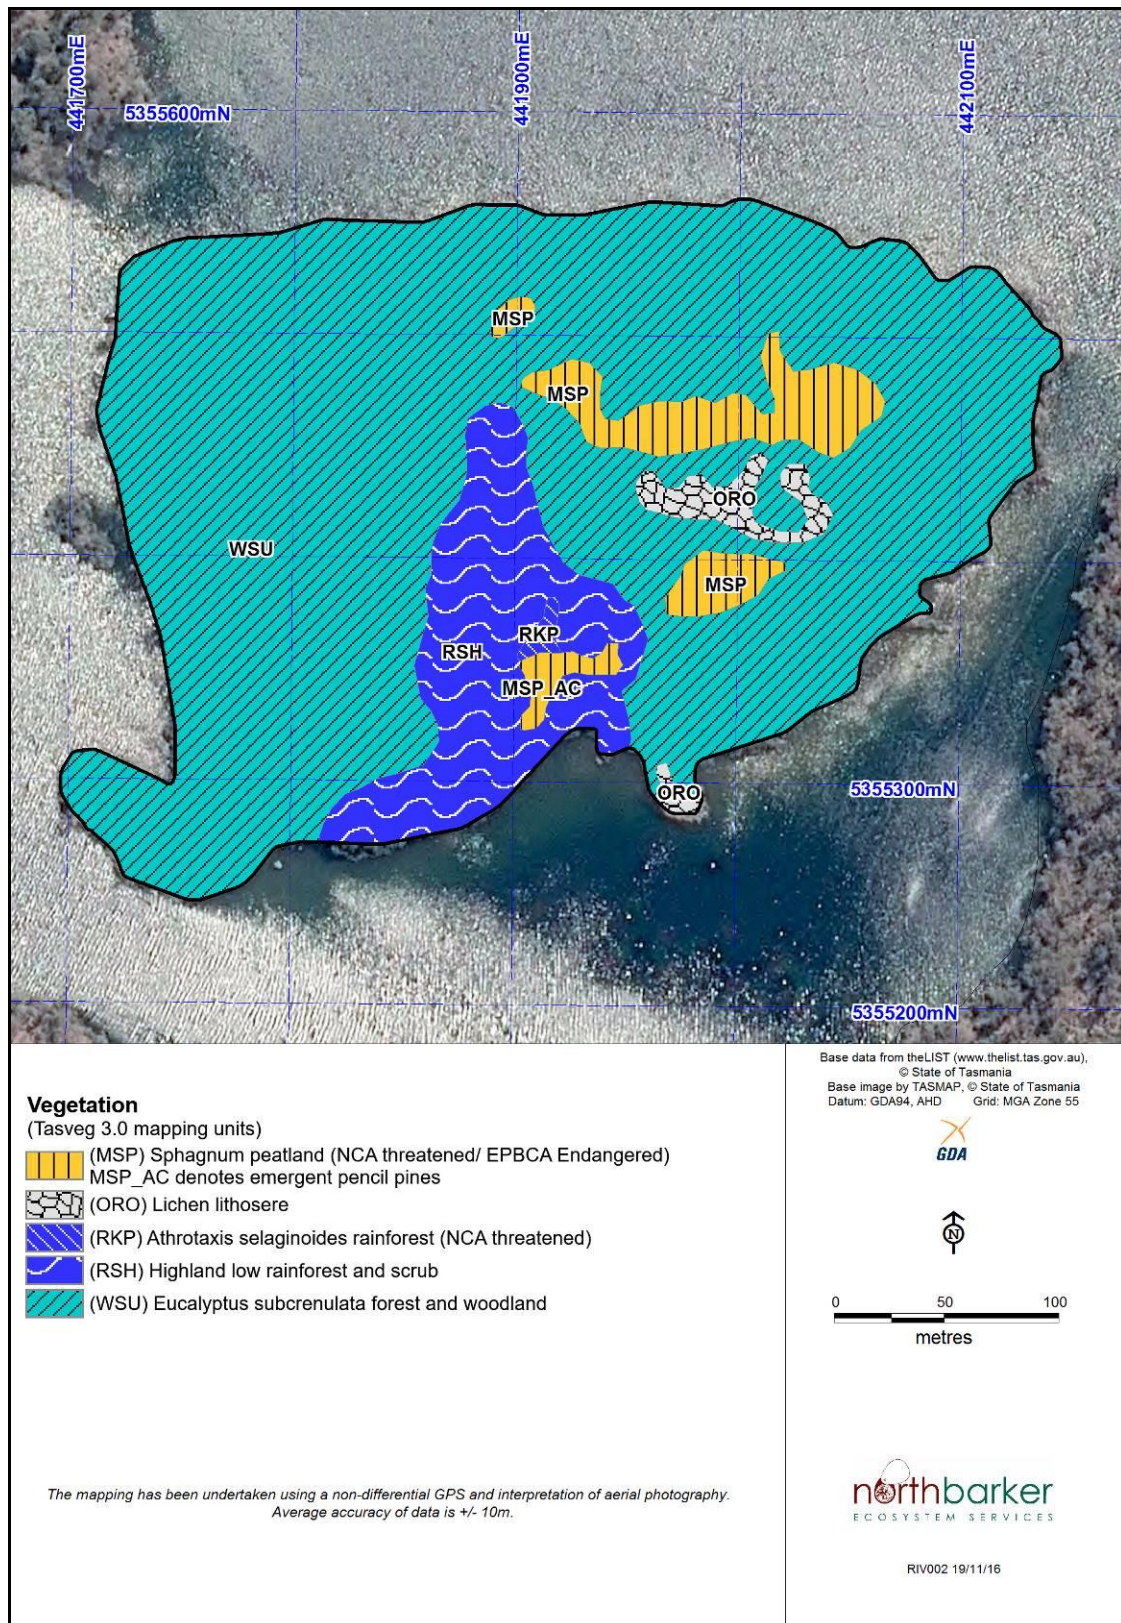 441700mE
441900mE
442100mE
5355600mN
MSP
MSP
ORO
WSU
MSP
RKP
RSH
MSP_AC
ORO
5355300mN
5355200mN
Vegetation
(Tasveg 3.0 mapping units)
(MSP) Sphagnum peatland (NCA threatened/ EPBCA Endangered)
MSP_AC denotes emergent pencil pines
(ORO) Lichen lithosere
(RKP) Athrotaxis selaginoides rainforest (NCA threatened)
(RSH) Highland low rainforest and scrub
(WSU) Eucalyptus subcrenulata forest and woodland
The mapping has been undertaken using a non-differential GPS and interpretation of aerial photography.
Average accuracy of data is +/- 10m.
Base data from theLIST (www.thelist.tas.gov.au),
© State of Tasmania
Base image by TASMAP, © State of Tasmania
Datum: GDA94, AHD Grid: MGA Zone 55
GDA
N
0 50 100
metres
northbarker
ECOSYSTEM SERVICES
RIV002 19/11/16